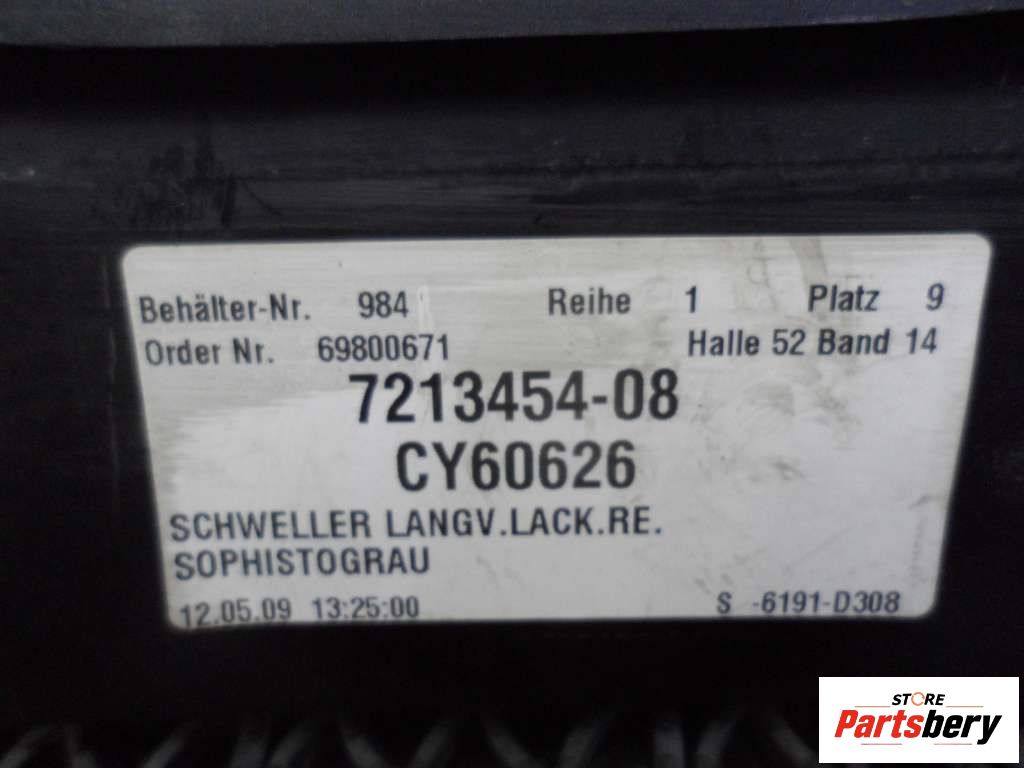 Behälter-Nr. 984 Reihe 1 Platz 9
Order Nr. 69800671 Halle 52 Band 14
7213454-08
CY60626
SCHWELLER LANGV.LACK.RE.
SOPHISTOGRAU
12.05.09 13:25:00 S -6191-D308
STORE
Partsbery